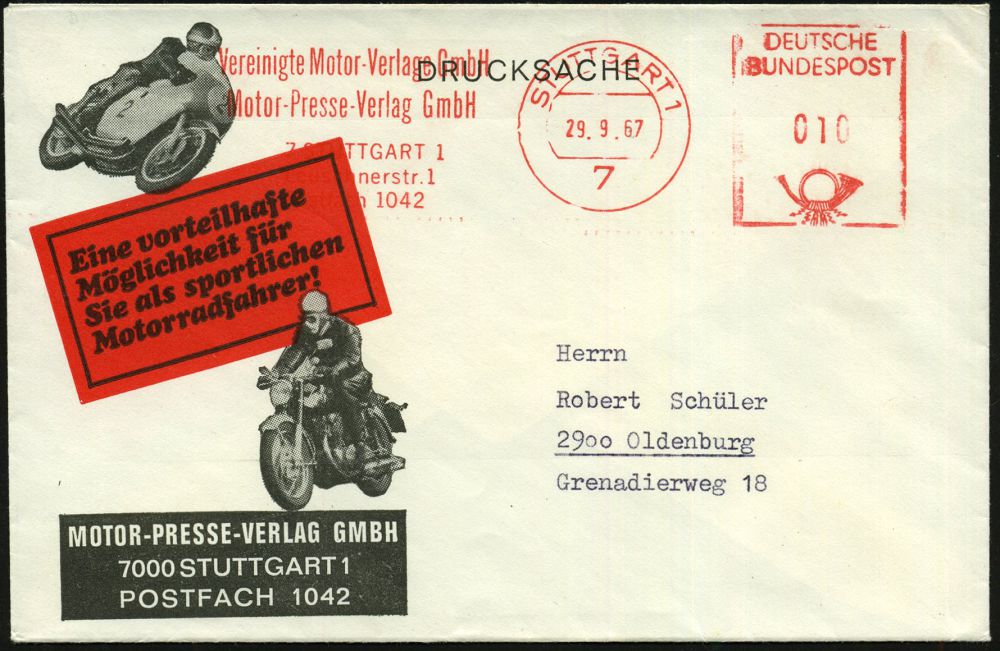 Vereinigte Motor-Verlage GmbH
DRUCKSACHE
Motor-Presse-Verlag GmbH
7 STUTTGART 1
1042
STUTTGART 1
29.9.67
7
DEUTSCHE
BUNDESPOST
010
Eine vorteilhafte
Möglichkeit für
Sie als sportlichen
Motorradfahrer!
Herrn
Robert Schüler
29oo Oldenburg
Grenadierweg 18
MOTOR-PRESSE-VERLAG GMBH
7000 STUTTGART 1
POSTFACH 1042